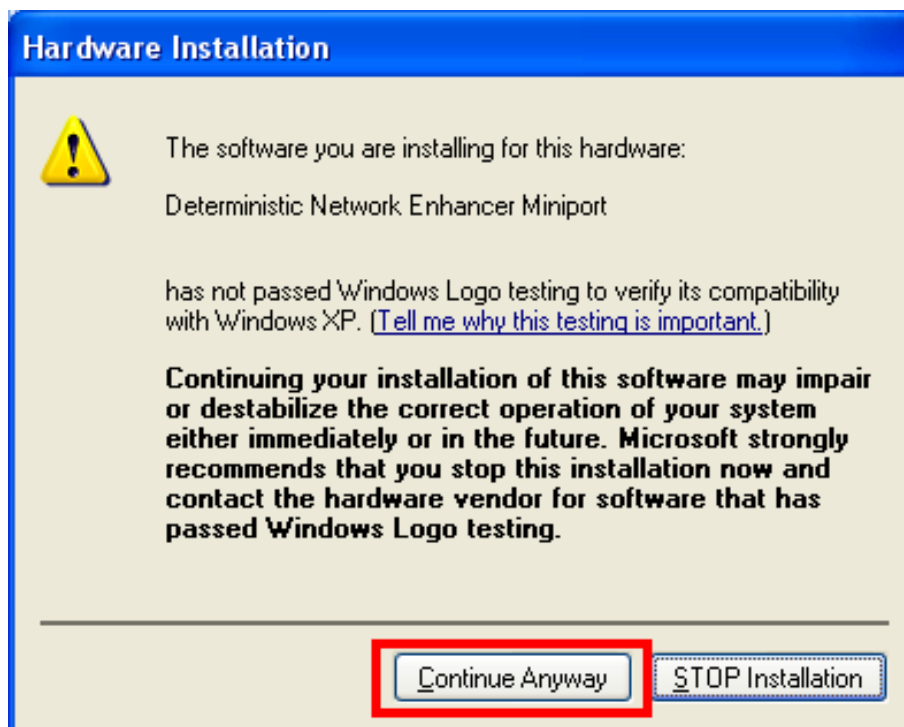 Hardware Installation
The software you are installing for this hardware:
Deterministic Network Enhancer Miniport
has not passed Windows Logo testing to verify its compatibility
with Windows XP. (Tell me why this testing is important.)
Continuing your installation of this software may impair
or destabilize the correct operation of your system
either immediately or in the future. Microsoft strongly
recommends that you stop this installation now and
contact the hardware vendor for software that has
passed Windows Logo testing.
Continue Anyway
STOP Installation